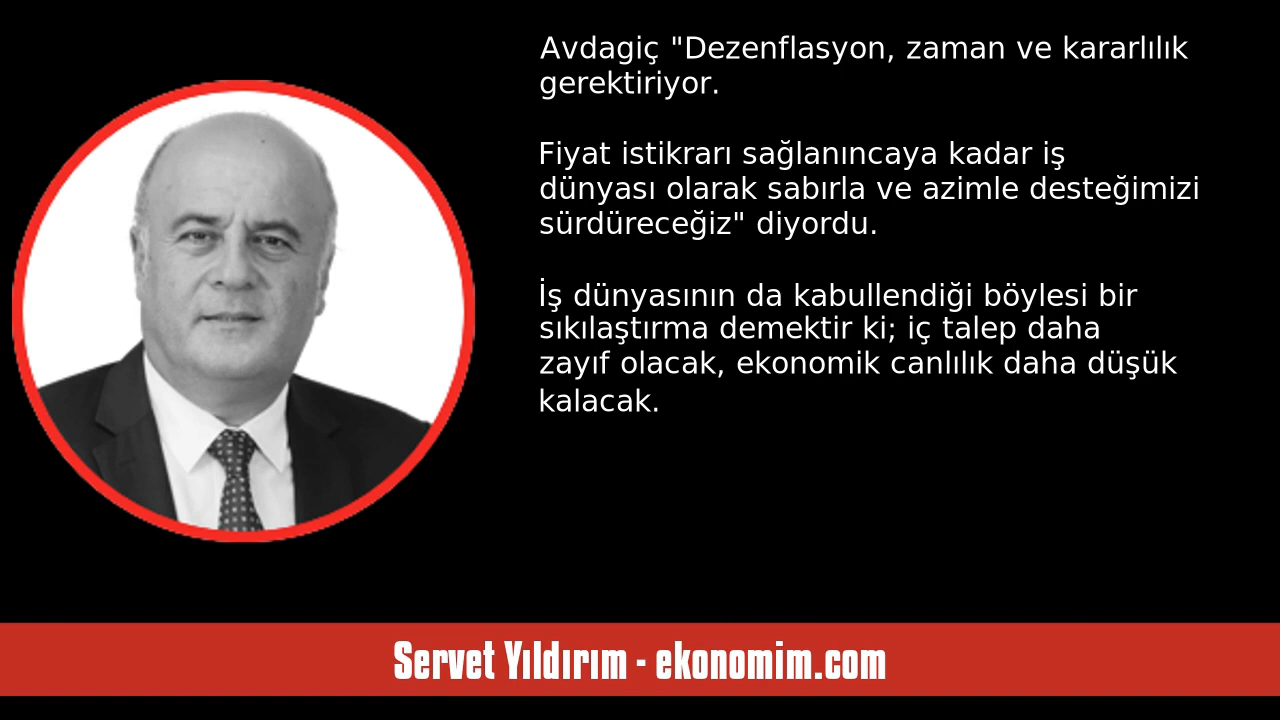 Avdagiç "Dezenflasyon, zaman ve kararlılık
gerektiriyor.
Fiyat istikrarı sağlanıncaya kadar iş
dünyası olarak sabırla ve azimle desteğimizi
sürdüreceğiz" diyordu.
İş dünyasının da kabullendiği böylesi bir
sıkılaştırma demektir ki; iç talep daha
zayıf olacak, ekonomik canlılık daha düşük
kalacak.
Servet Yıldırım - ekonomim.com